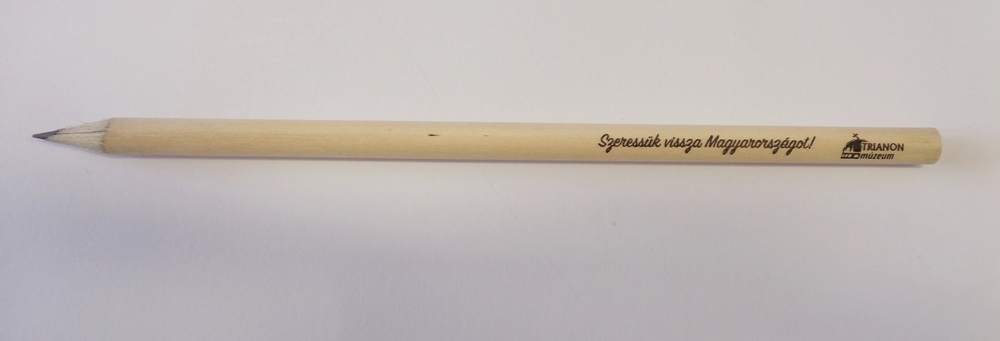 Szeressük vissza Magyarországot!
TRIANON
múzeum